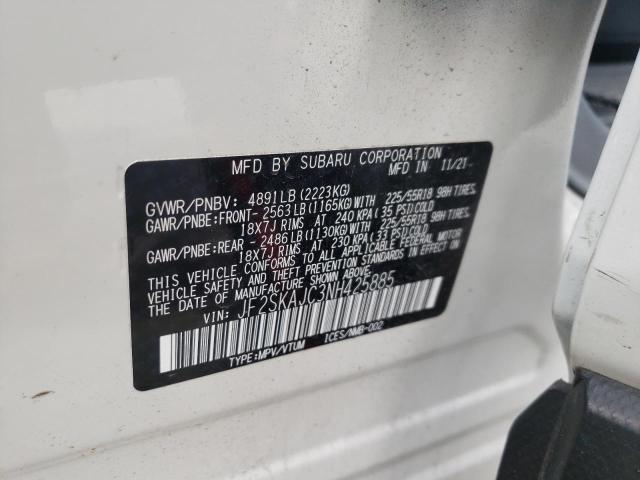 MFD BY SUBARU CORPORATION MFD IN 11/21
GVWR/PNBV: 4891LB(2223KG)
GAWR/PNBE:FRONT- 2563LB(1165KG)WITH 225/55R18 98H TIRES,
18X7J RIMS AT 240 KPA(35 PSI)COLD
GAWR/PNBE:REAR - 2486LB(1130KG)WITH 225/55R18 98H TIRES,
18X7J RIMS AT 230 KPA(33 PSI)COLD
THIS VEHICLE CONFORMS TO ALL APPLICABLE FEDERAL MOTOR
VEHICLE SAFETY AND THEFT PREVENTION STANDARDS IN EFFECT
ON THE DATE OF MANUFACTURE SHOWN ABOVE.
VIN: JF2SKAJC3NH425885
TYPE:MPV/VTUM ICES/NMB-002